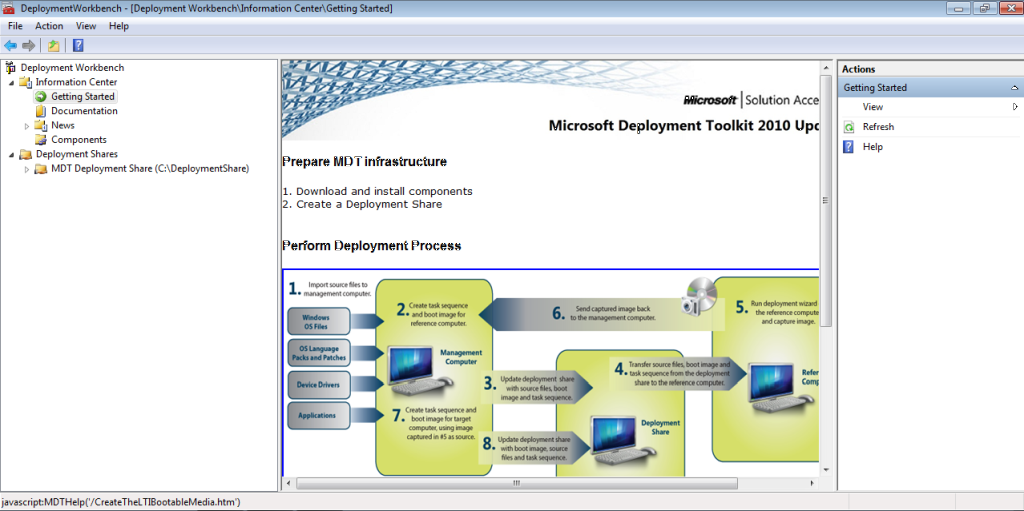 DeploymentWorkbench - [Deployment Workbench\Information Center\Getting Started]
File Action View Help
Deployment Workbench
Information Center
Getting Started
Documentation
News
Components
Deployment Shares
MDT Deployment Share (C:\DeploymentShare)
Microsoft | Solution Acce
Microsoft Deployment Toolkit 2010 Upd
Prepare MDT infrastructure
1. Download and install components
2. Create a Deployment Share
Perform Deployment Process
1. Import source files to
management computer.
Windows
OS Files
OS Language
Packs and Patches
Device Drivers
Applications
2. Create task sequence
and boot image for
reference computer.
Management
Computer
7. Create task sequence and
boot image for target
computer, using image
captured in #5 as source.
6. Send captured image back
to the management computer.
3. Update deployment share
with source files, boot
image and task sequence.
8. Update deployment share
with boot image, source
files and task sequence.
4. Transfer source files, boot image and
task sequence from the deployment
share to the reference computer.
Deployment
Share
5. Run deployment wizard
the reference compute
and capture image.
Refer
Comp
Actions
Getting Started
View
Refresh
Help
javascript:MDTHelp('/CreateTheLTIBootableMedia.htm')